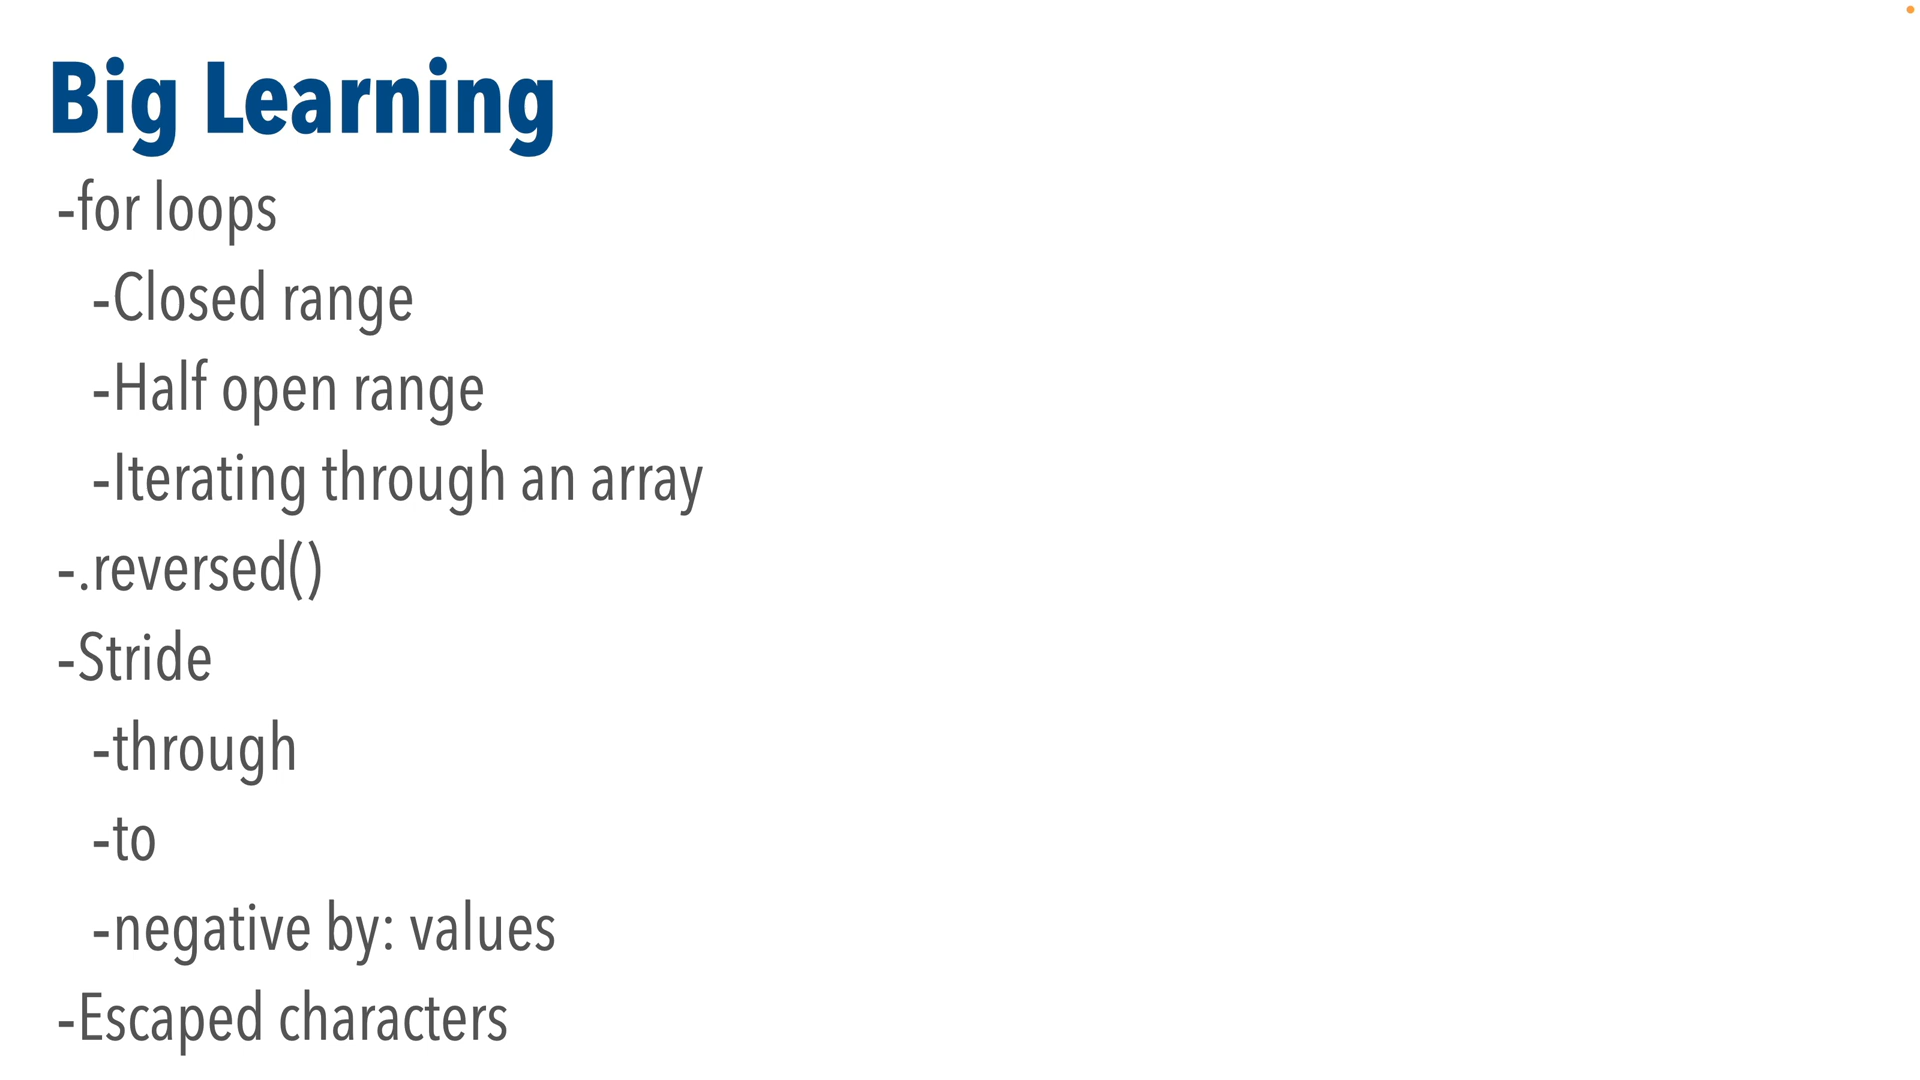 Big Learning
-for loops
-Closed range
-Half open range
-Iterating through an array
-.reversed()
-Stride
-through
-to
-negative by: values
-Escaped characters